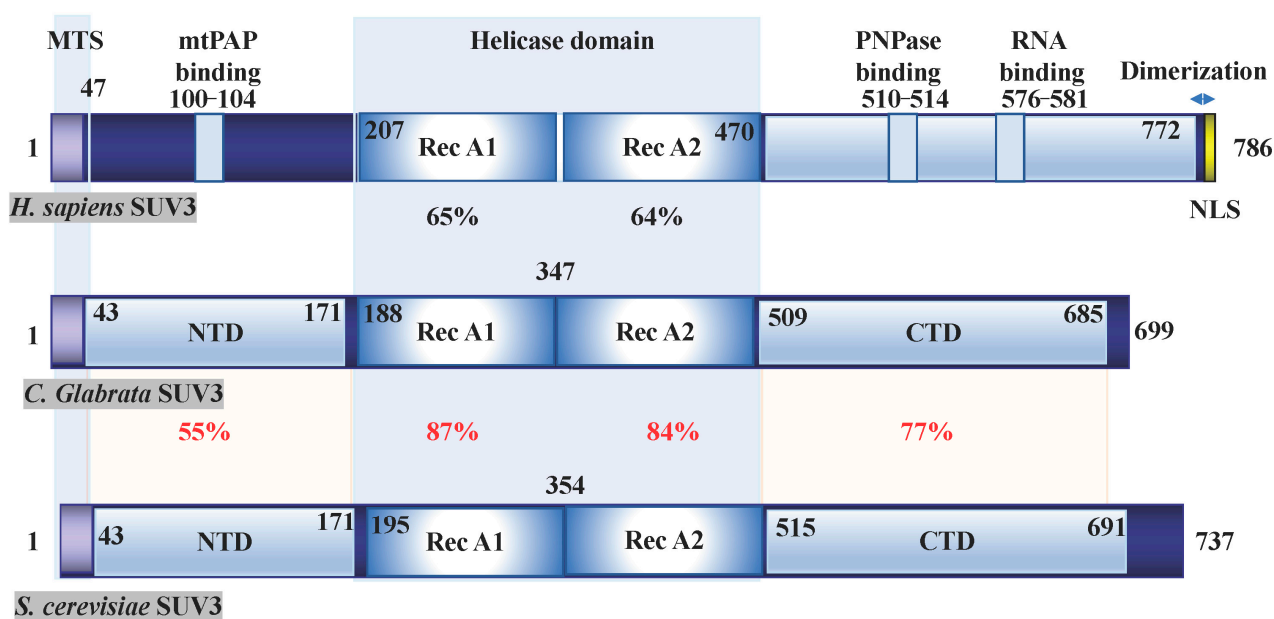 MTS
mtPAP
binding
100–104
Helicase domain
PNPase
binding
510–514
RNA
binding
576–581
Dimerization
47
1
207
Rec A1
Rec A2
470
772
786
H. sapiens SUV3
NLS
65%
64%
347
1
43
NTD
171
188
Rec A1
Rec A2
509
CTD
685
699
C. Glabrata SUV3
55%
87%
84%
77%
354
1
43
NTD
171
195
Rec A1
Rec A2
515
CTD
691
737
S. cerevisiae SUV3